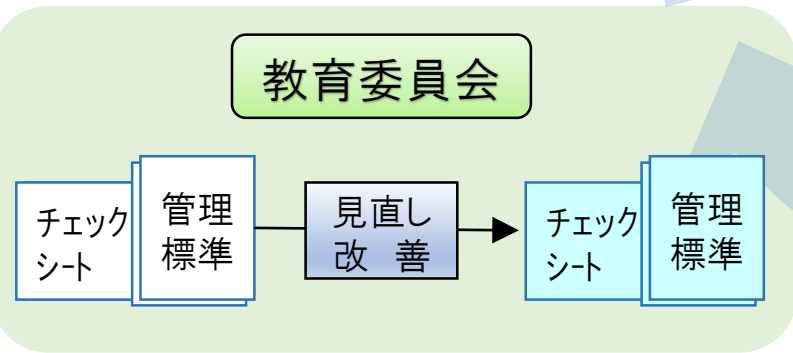 教育委員会
チェック
シート
管理
標準
見直し
改　善
チェック
シート
管理
標準